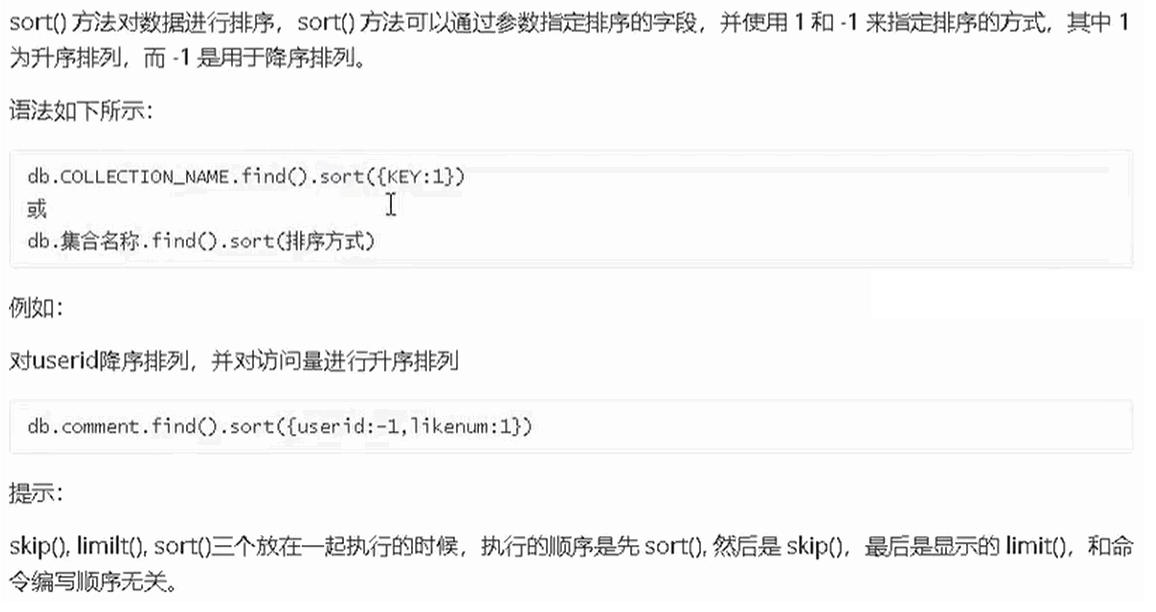 sort() 方法对数据进行排序，sort() 方法可以通过参数指定排序的字段，并使用 1 和 -1 来指定排序的方式，其中 1
为升序排列，而 -1 是用于降序排列。
语法如下所示：
db.COLLECTION_NAME.find().sort({KEY:1})
或
db.集合名称.find().sort(排序方式)
例如：
对userid降序排列，并对访问量进行升序排列
db.comment.find().sort({userid:-1,likenum:1})
提示：
skip(), limilt(), sort()三个放在一起执行的时候，执行的顺序是先 sort(), 然后是 skip()，最后是显示的 limit()，和命
令编写顺序无关。